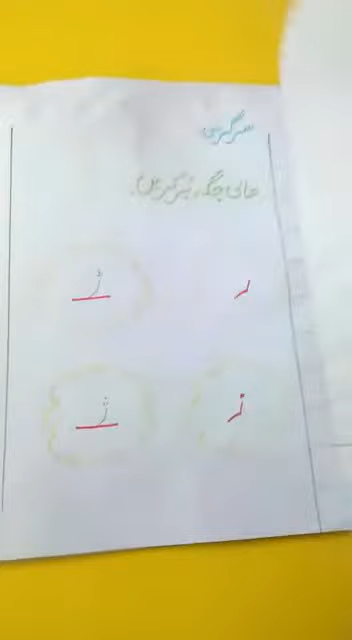 سرگرمی
خالی جگہ پُر کریں۔
ر ڑ
ز ژ